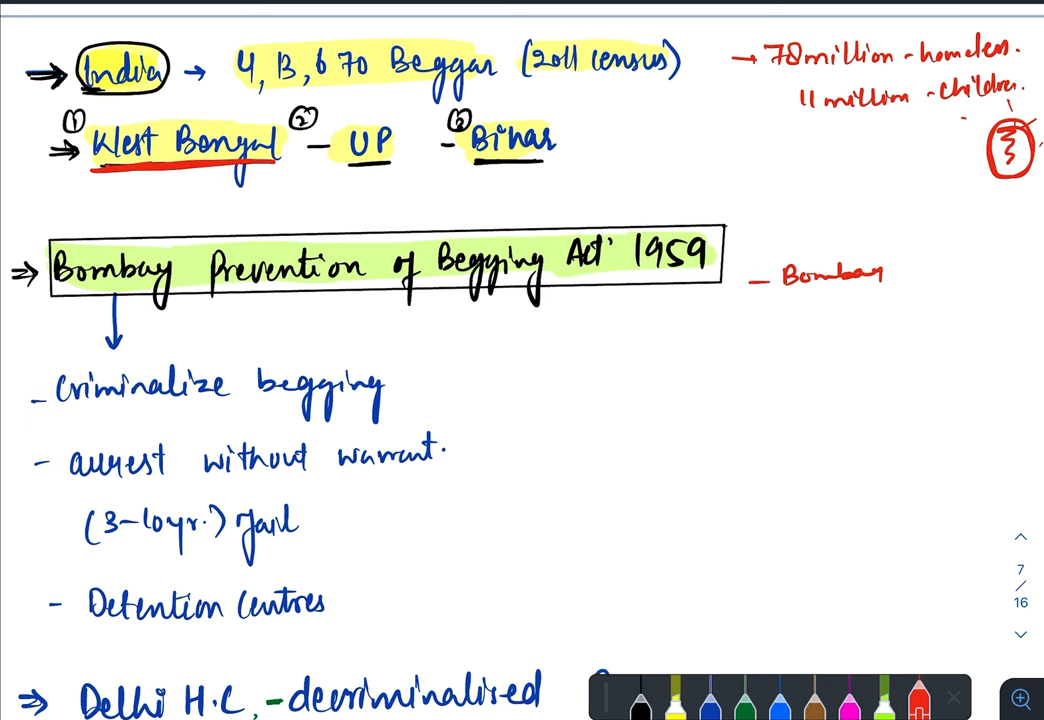 ⇒ India → 4,13,670 Beggar (2011 census) → 78 million - homeless.
11 million - children.
① ② ③
⇒ West Bengal - UP - Bihar
⇒ Bombay Prevention of Begging Act' 1959
- Bombay
- Criminalize begging
- arrest without warrant.
(3-10yr.) Jail
- Detention Centres
7
/
16
⇒ Delhi H.C. - decriminalised